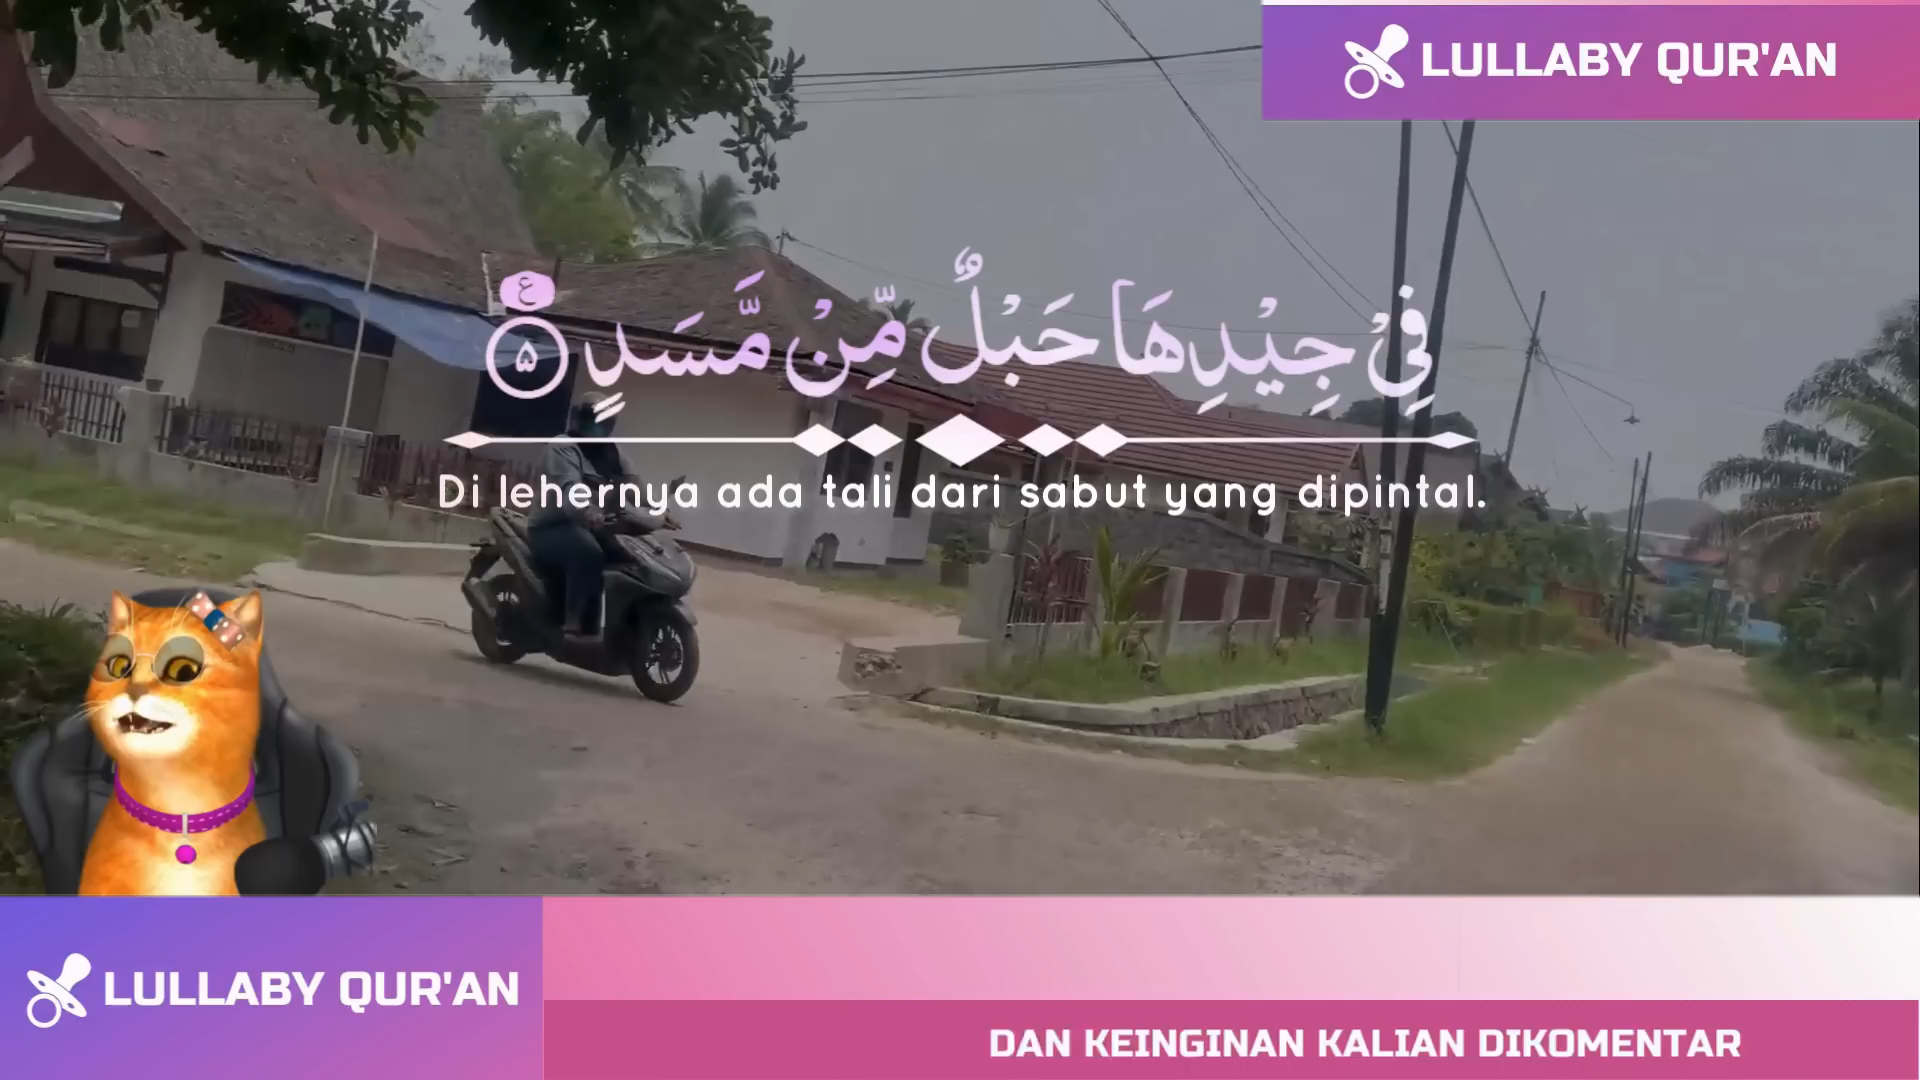 LULLABY QUR'AN
فِيْ جِيْدِهَا حَبْلٌ مِّنْ مَّسَدٍ ࣖ ۝٥
Di lehernya ada tali dari sabut yang dipintal.
LULLABY QUR'AN
DAN KEINGINAN KALIAN DIKOMENTAR